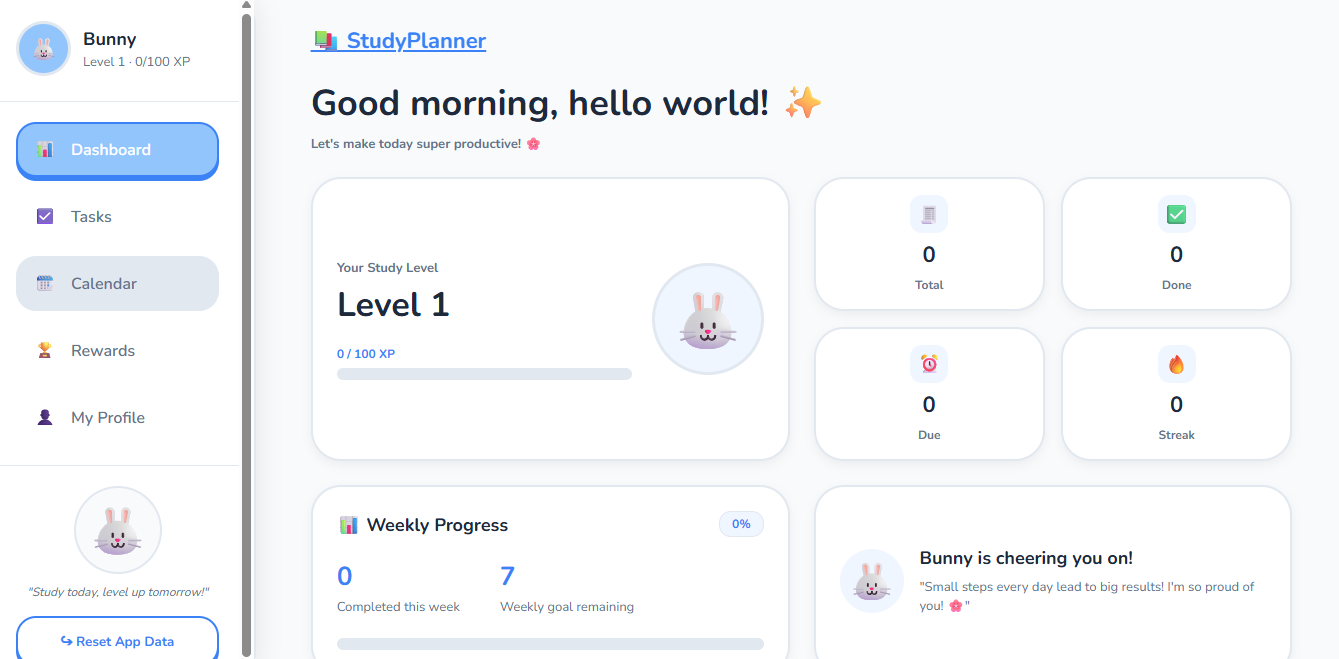 Bunny
Level 1 · 0/100 XP
Dashboard
Tasks
Calendar
Rewards
My Profile
"Study today, level up tomorrow!"
↪ Reset App Data
StudyPlanner
Good morning, hello world! ✨
Let's make today super productive! 🌸
Your Study Level
Level 1
0 / 100 XP
0
Total
0
Done
0
Due
0
Streak
Weekly Progress
0%
0
Completed this week
7
Weekly goal remaining
Bunny is cheering you on!
"Small steps every day lead to big results! I'm so proud of
you! 🌸"